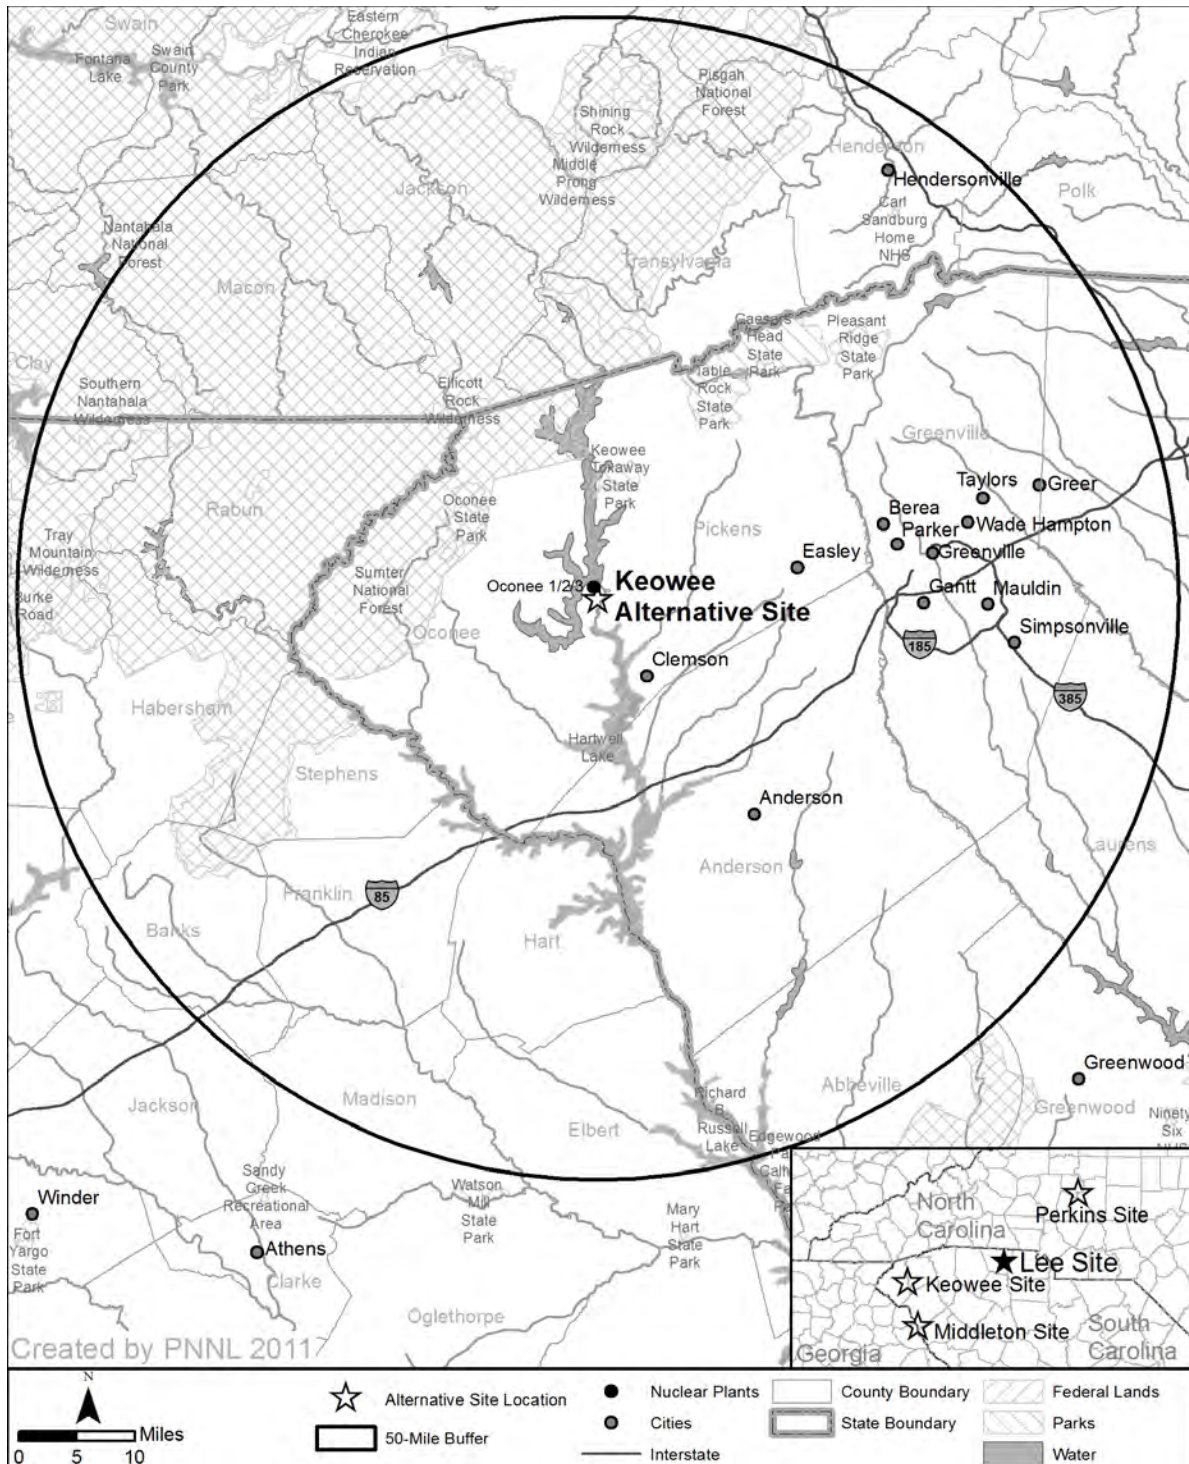 Swain
Fontana
Lake
Swain
County
Park
Eastern
Cherokee
Indian
Reservation
Pisgah
National
Forest
Shining
Rock
Wilderness
Middle
Prong
Wilderness
Henderson
Hendersonville
Polk
Carl
Sandburg
Home
NHS
Jackson
Nantahala
National
Forest
Macon
Transylvania
Caesars
Head
State
Park
Pleasant
Ridge
State
Park
Clay
Southern
Nantahala
Wilderness
Ellicott
Rock
Wilderness
Table
Rock
State
Park
Greenville
Keowee
Toxaway
State
Park
Oconee
State
Park
Rabun
Pickens
Taylors
Greer
Berea
Parker
Wade Hampton
Greenville
Easley
Tray
Mountain
Wilderness
Burke
Road
Sumter
National
Forest
Oconee 1/2/3
Keowee
Alternative Site
Gantt
Mauldin
Simpsonville
Oconee
185
385
Clemson
Habersham
Hartwell
Lake
Stephens
Anderson
Anderson
Laurens
Franklin
85
Banks
Hart
Greenwood
Abbeville
Greenwood
Ninety
Six
NHS
Richard
B.
Russell
Lake
Jackson
Madison
Elbert
Edgewood
Winder
Fort
Yargo
State
Park
Sandy
Creek
Recreational
Area
Athens
Clarke
Watson
Mill
State
Park
Mary
Hart
State
Park
Oglethorpe
North
Carolina
Perkins Site
Lee Site
Keowee Site
Middleton Site
South
Carolina
Georgia
Created by PNNL 2011
N
Miles
0 5 10
Alternative Site Location
50-Mile Buffer
Nuclear Plants
Cities
Interstate
County Boundary
State Boundary
Federal Lands
Parks
Water